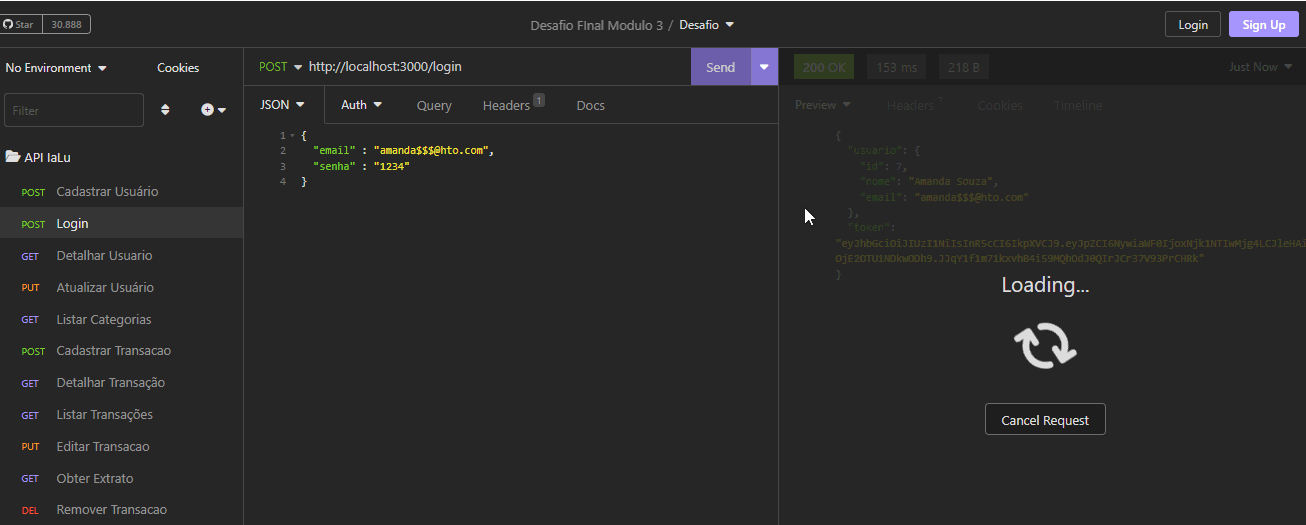 Star 30.888
Desafio FInal Modulo 3 / Desafio
Login
Sign Up
No Environment
Cookies
Filter
API IaLu
POST Cadastrar Usuário
POST Login
GET Detalhar Usuario
PUT Atualizar Usuário
GET Listar Categorias
POST Cadastrar Transacao
GET Detalhar Transação
GET Listar Transações
PUT Editar Transacao
GET Obter Extrato
DEL Remover Transacao
POST http://localhost:3000/login
Send
JSON Auth Query Headers 1 Docs
1 {
2 "email" : "amanda$$$@hto.com",
3 "senha" : "1234"
4 }
200 OK 153 ms 218 B
Just Now
Preview Headers Cookies Timeline
{
"usuario": {
"id": 7,
"nome": "Amanda Souza",
"email": "amanda$$$@hto.com"
},
"token":
}
Loading...
Cancel Request